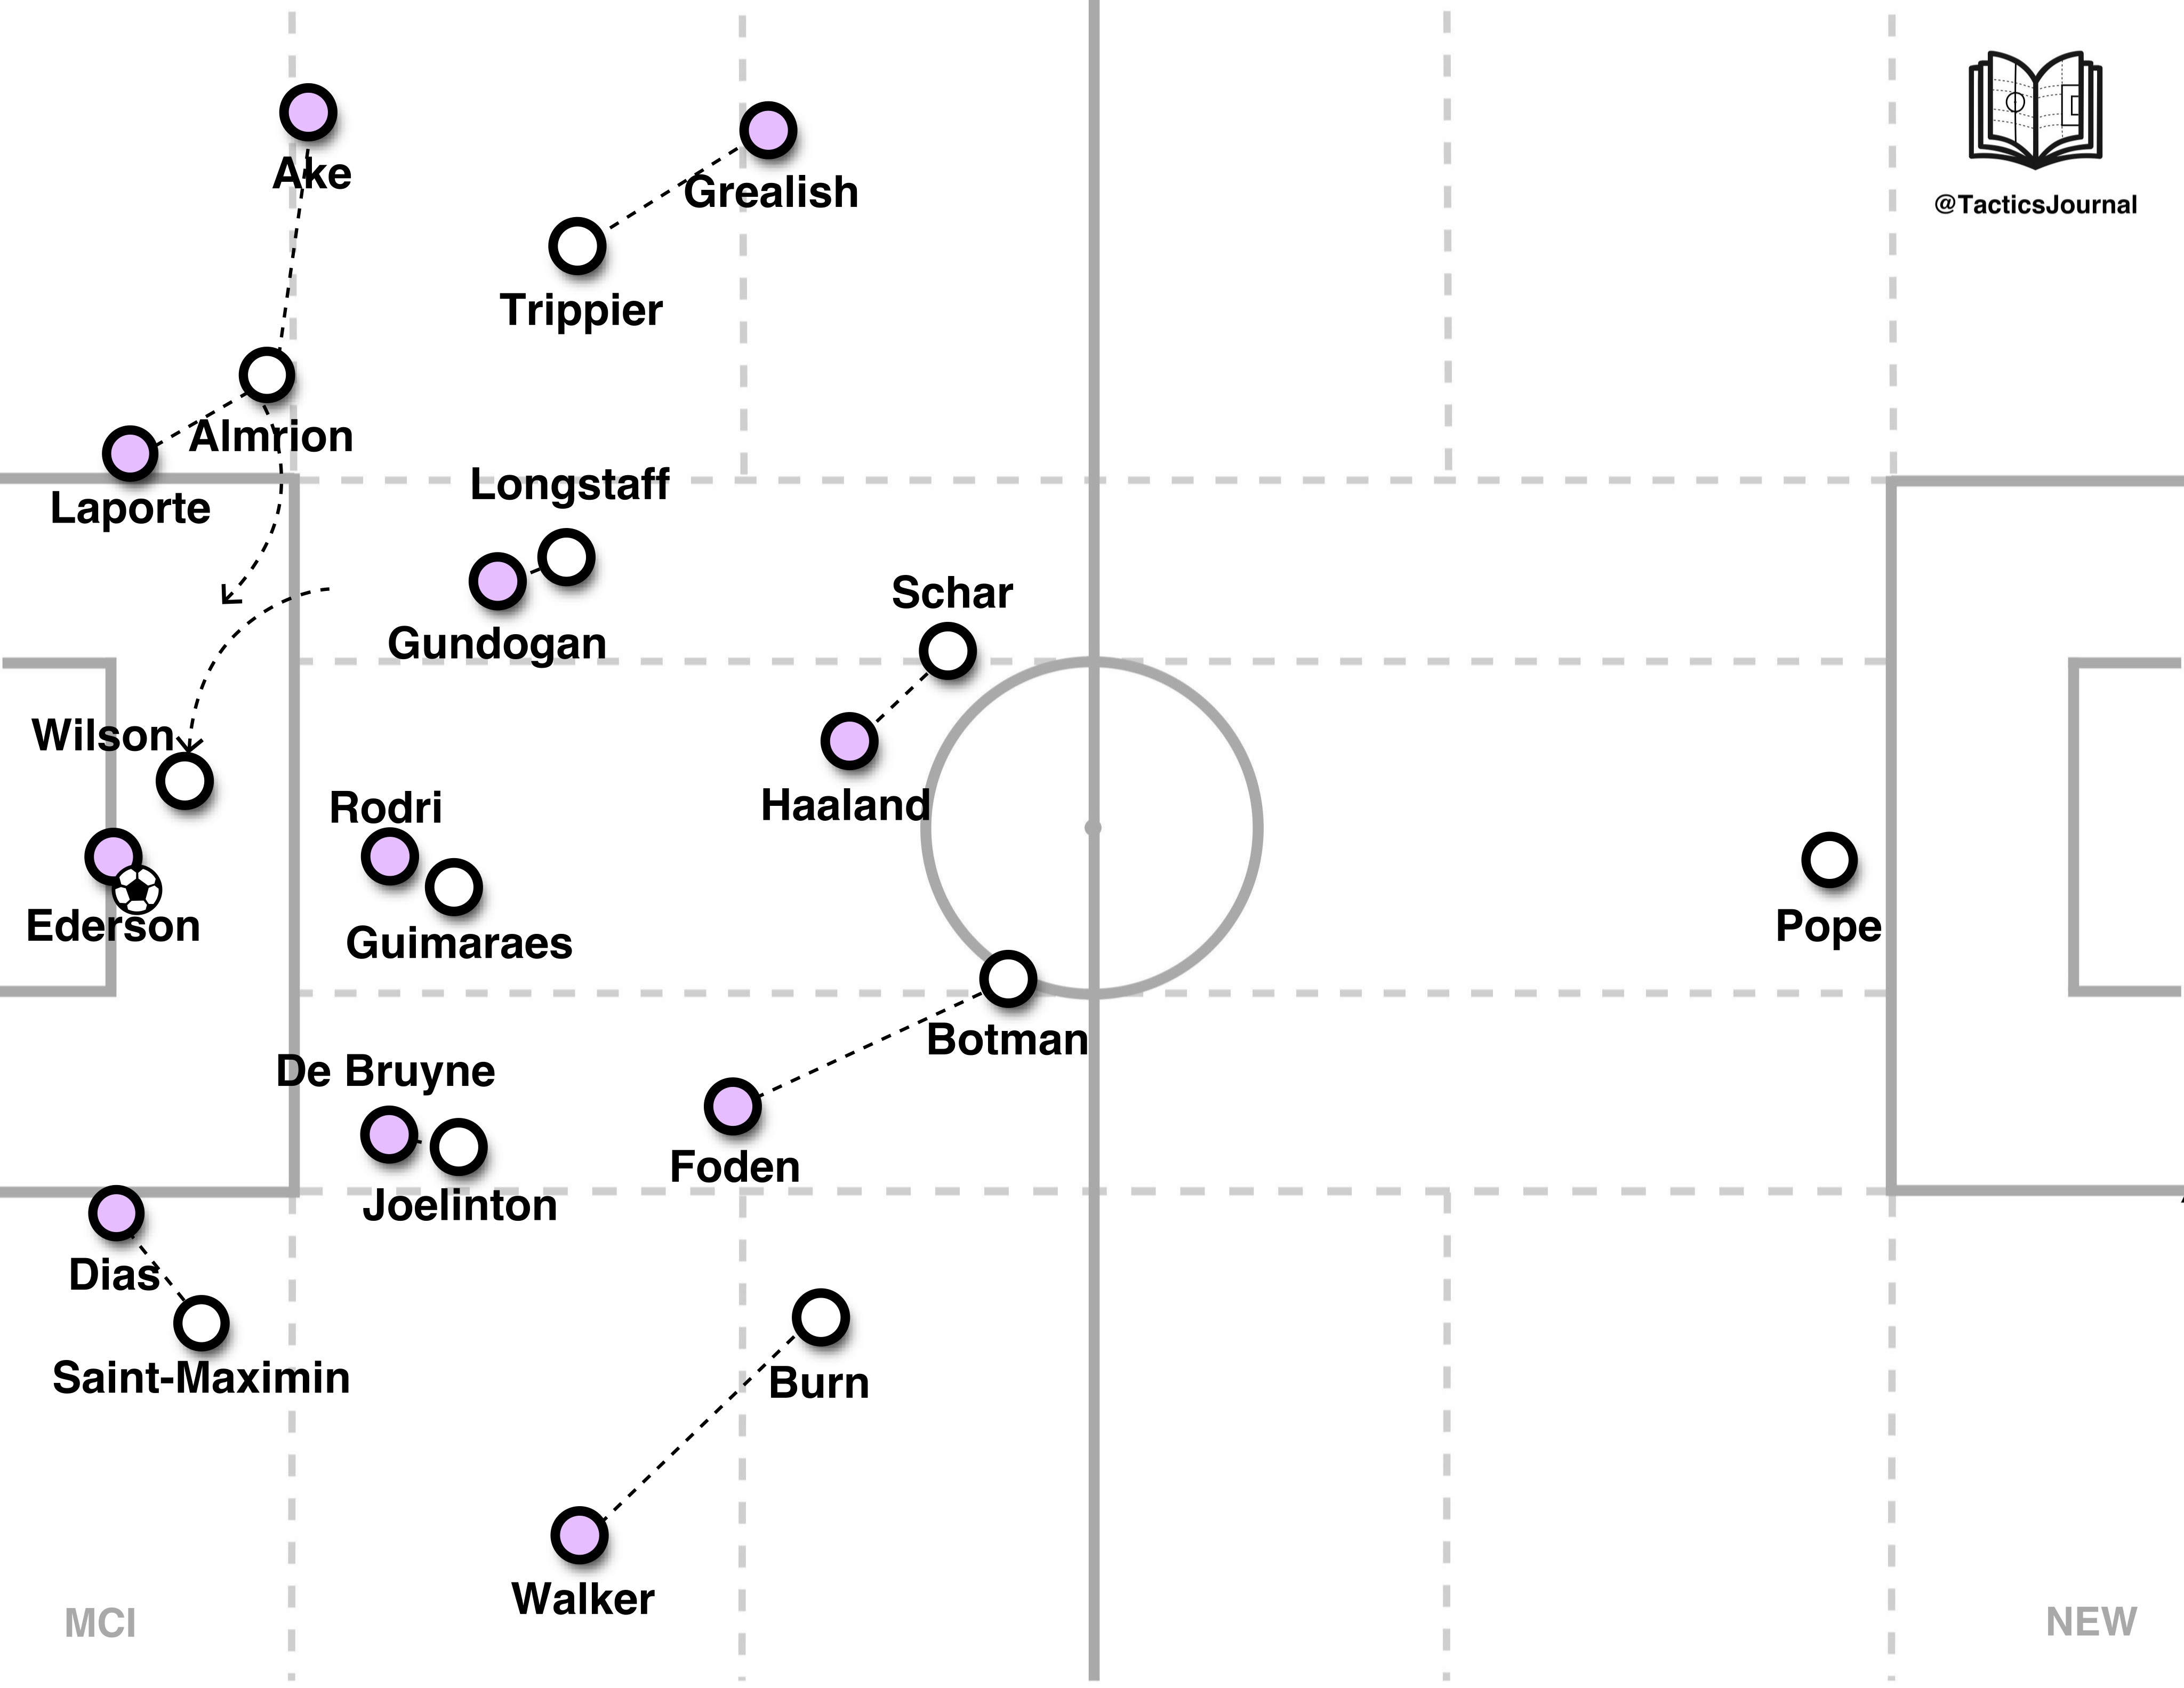 Ake
Grealish
@TacticsJournal
Trippier
Almrion
Longstaff
Laporte
Schar
Gundogan
Wilson
Rodri
Haaland
Ederson
Guimaraes
Pope
Botman
De Bruyne
Foden
Joelinton
Dias
Saint-Maximin
Burn
Walker
MCI
NEW